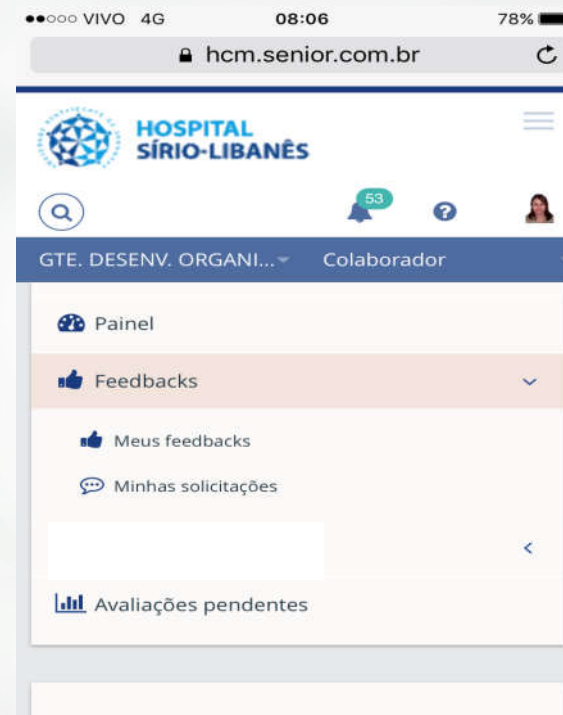 VIVO 4G 08:06 78%
hcm.senior.com.br
HOSPITAL
SÍRIO-LIBANÊS
53
GTE. DESENV. ORGANI... Colaborador
Painel
Feedbacks
Meus feedbacks
Minhas solicitações
Avaliações pendentes